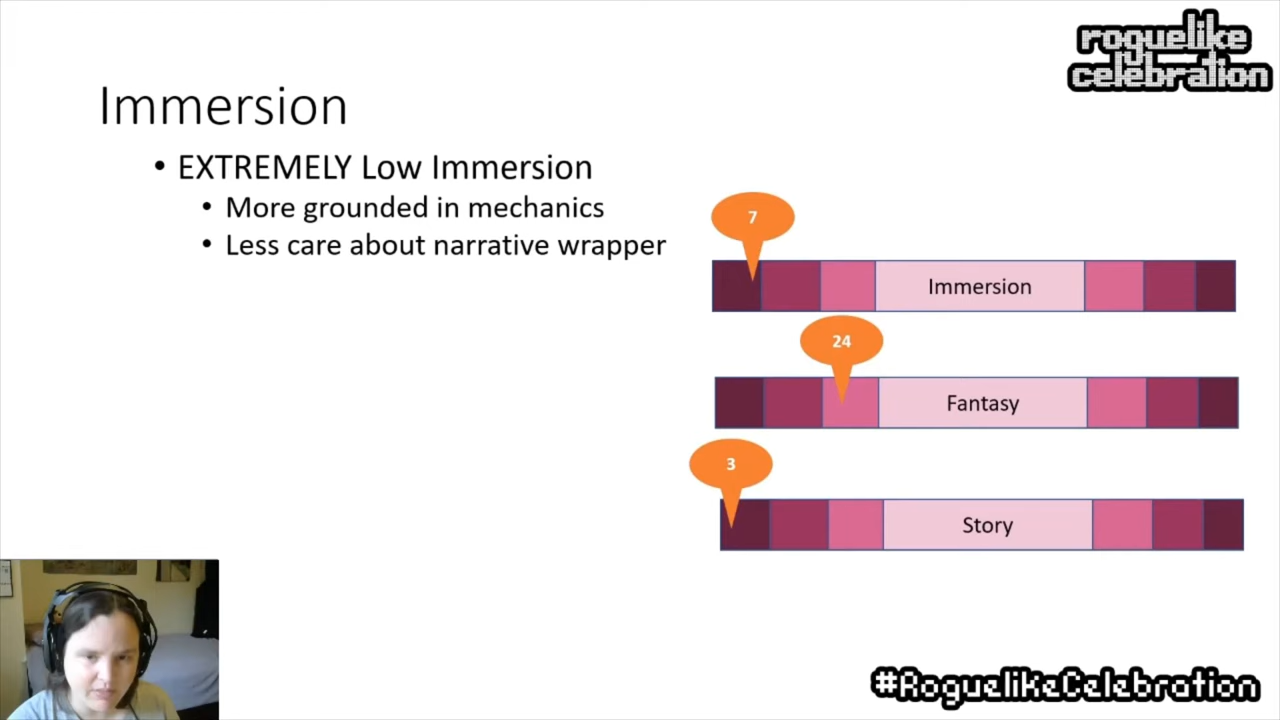 roguelike
celebration
Immersion
• EXTREMELY Low Immersion
• More grounded in mechanics
• Less care about narrative wrapper
7
Immersion
24
Fantasy
3
Story
#RoguelikeCelebration